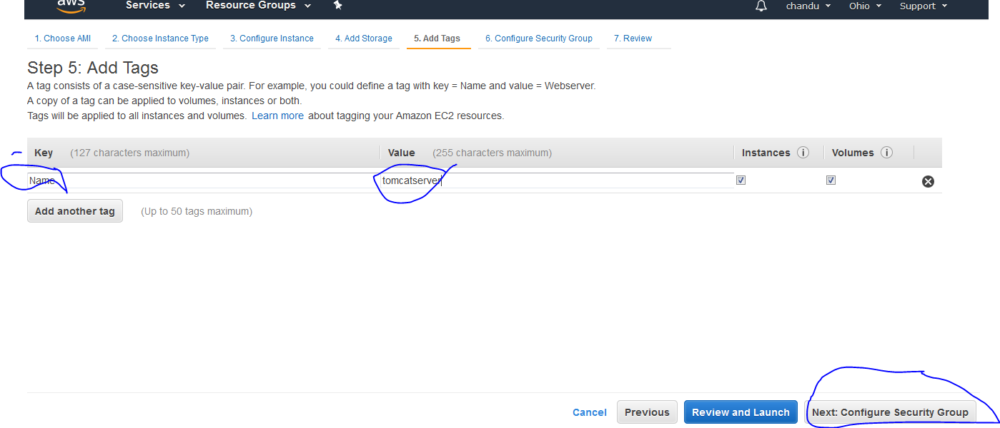 aws Services Resource Groups chandu Ohio Support
1. Choose AMI 2. Choose Instance Type 3. Configure Instance 4. Add Storage 5. Add Tags 6. Configure Security Group 7. Review
Step 5: Add Tags
A tag consists of a case-sensitive key-value pair. For example, you could define a tag with key = Name and value = Webserver.
A copy of a tag can be applied to volumes, instances or both.
Tags will be applied to all instances and volumes. Learn more about tagging your Amazon EC2 resources.
Key (127 characters maximum) Value (255 characters maximum) Instances i Volumes i
Name tomcatserver
Add another tag (Up to 50 tags maximum)
Cancel Previous Review and Launch Next: Configure Security Group